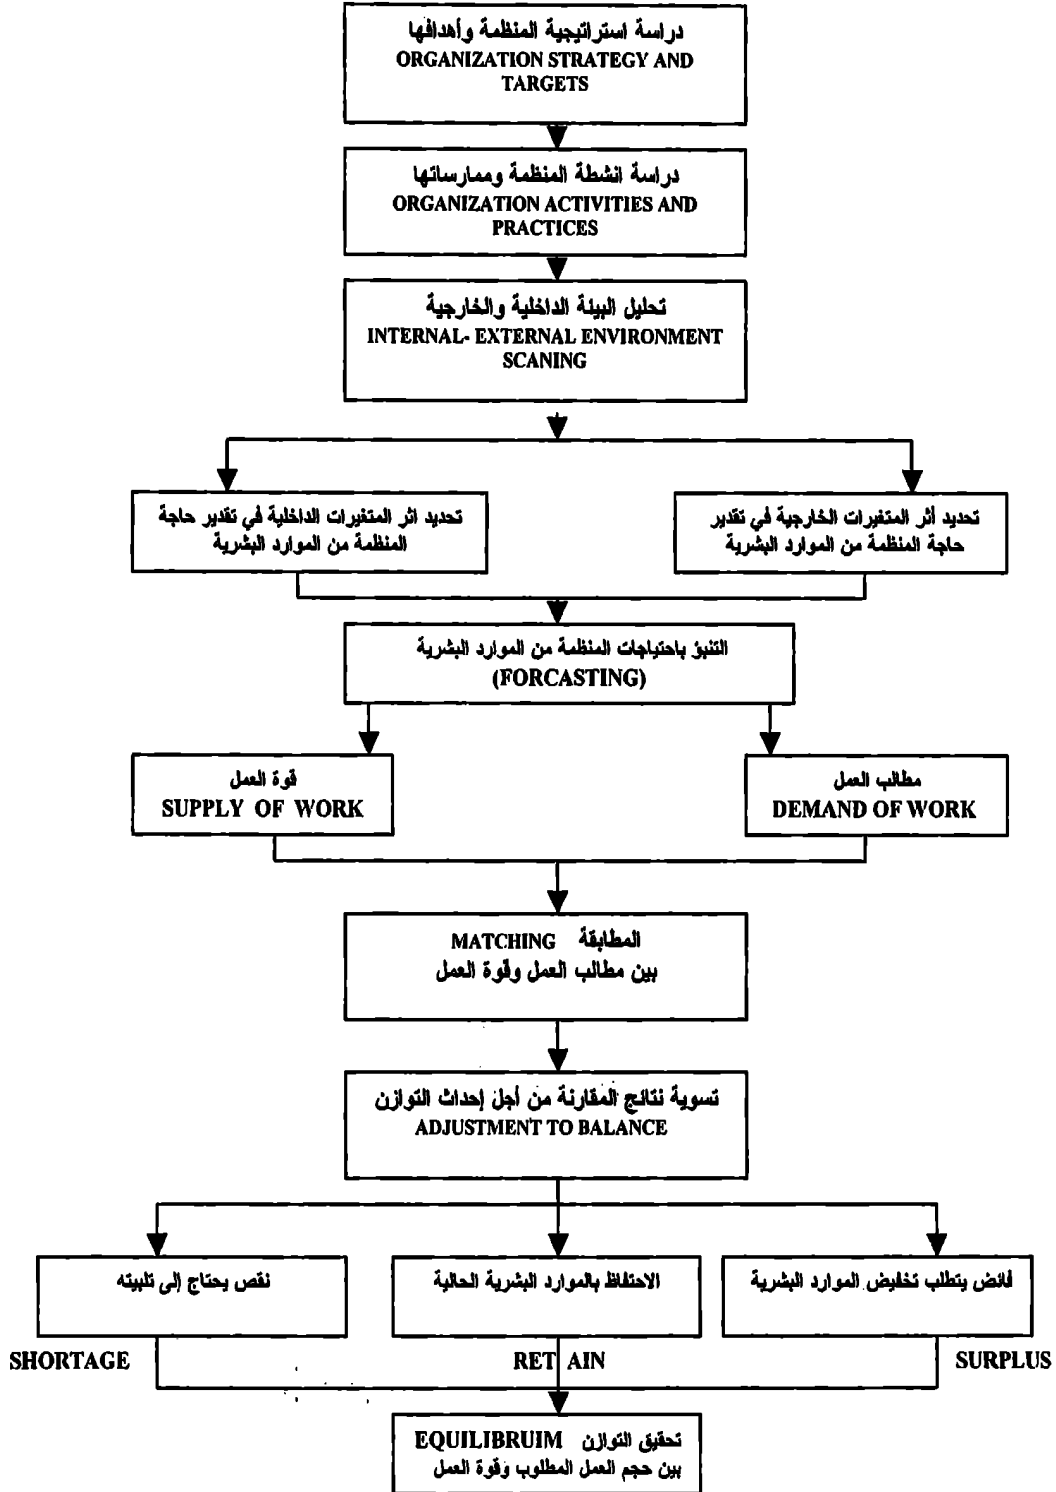 دراسة استراتيجية المنظمة وأهدافها
ORGANIZATION STRATEGY AND
TARGETS
دراسة انشطة المنظمة وممارساتها
ORGANIZATION ACTIVITIES AND
PRACTICES
تحليل البيئة الداخلية والخارجية
INTERNAL- EXTERNAL ENVIRONMENT
SCANING
تحديد أثر المتغيرات الخارجية في تقدير
حاجة المنظمة من الموارد البشرية
تحديد اثر المتغيرات الداخلية في تقدير حاجة
المنظمة من الموارد البشرية
التنبؤ باحتياجات المنظمة من الموارد البشرية
(FORCASTING)
مطالب العمل
DEMAND OF WORK
قوة العمل
SUPPLY OF WORK
المطابقة MATCHING
بين مطالب العمل وقوة العمل
تسوية نتائج المقارنة من أجل إحداث التوازن
ADJUSTMENT TO BALANCE
فائض يتطلب تخفيض الموارد البشرية
SURPLUS
الاحتفاظ بالموارد البشرية الحالية
RET AIN
نقص يحتاج إلى تلبيته
SHORTAGE
تحقيق التوازن EQUILIBRUIM
بين حجم العمل المطلوب وقوة العمل